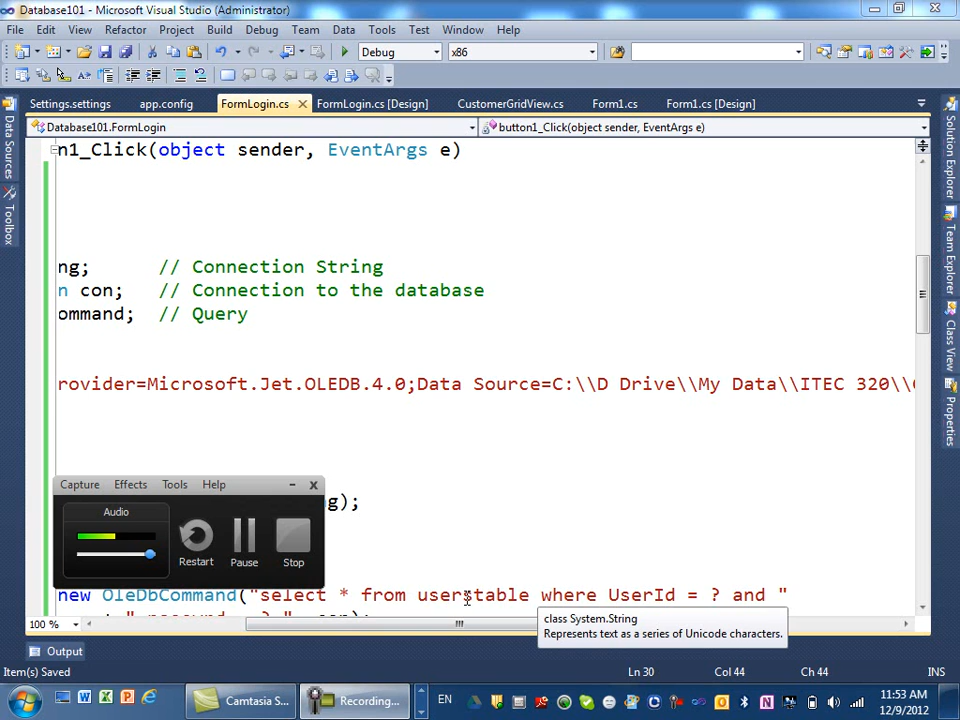 Database101 - Microsoft Visual Studio (Administrator)
File Edit View Refactor Project Build Debug Team Data Tools Test Window Help
Debug x86
Settings.settings app.config FormLogin.cs FormLogin.cs [Design] CustomerGridView.cs Form1.cs Form1.cs [Design]
Database101.FormLogin button1_Click(object sender, EventArgs e)
Data Sources
Toolbox
Solution Explorer
Team Explorer
Class View
Properties
n1_Click(object sender, EventArgs e)
ng; // Connection String
n con; // Connection to the database
ommand; // Query
rovider=Microsoft.Jet.OLEDB.4.0;Data Source=C:\\D Drive\\My Data\\ITEC 320\\
Capture Effects Tools Help
Audio
Restart Pause Stop
g);
new OleDbCommand("select * from userstable where UserId = ? and "
class System.String
Represents text as a series of Unicode characters.
100 %
Output
Item(s) Saved Ln 30 Col 44 Ch 44 INS
Camtasia S... Recording... EN 11:53 AM
12/9/2012